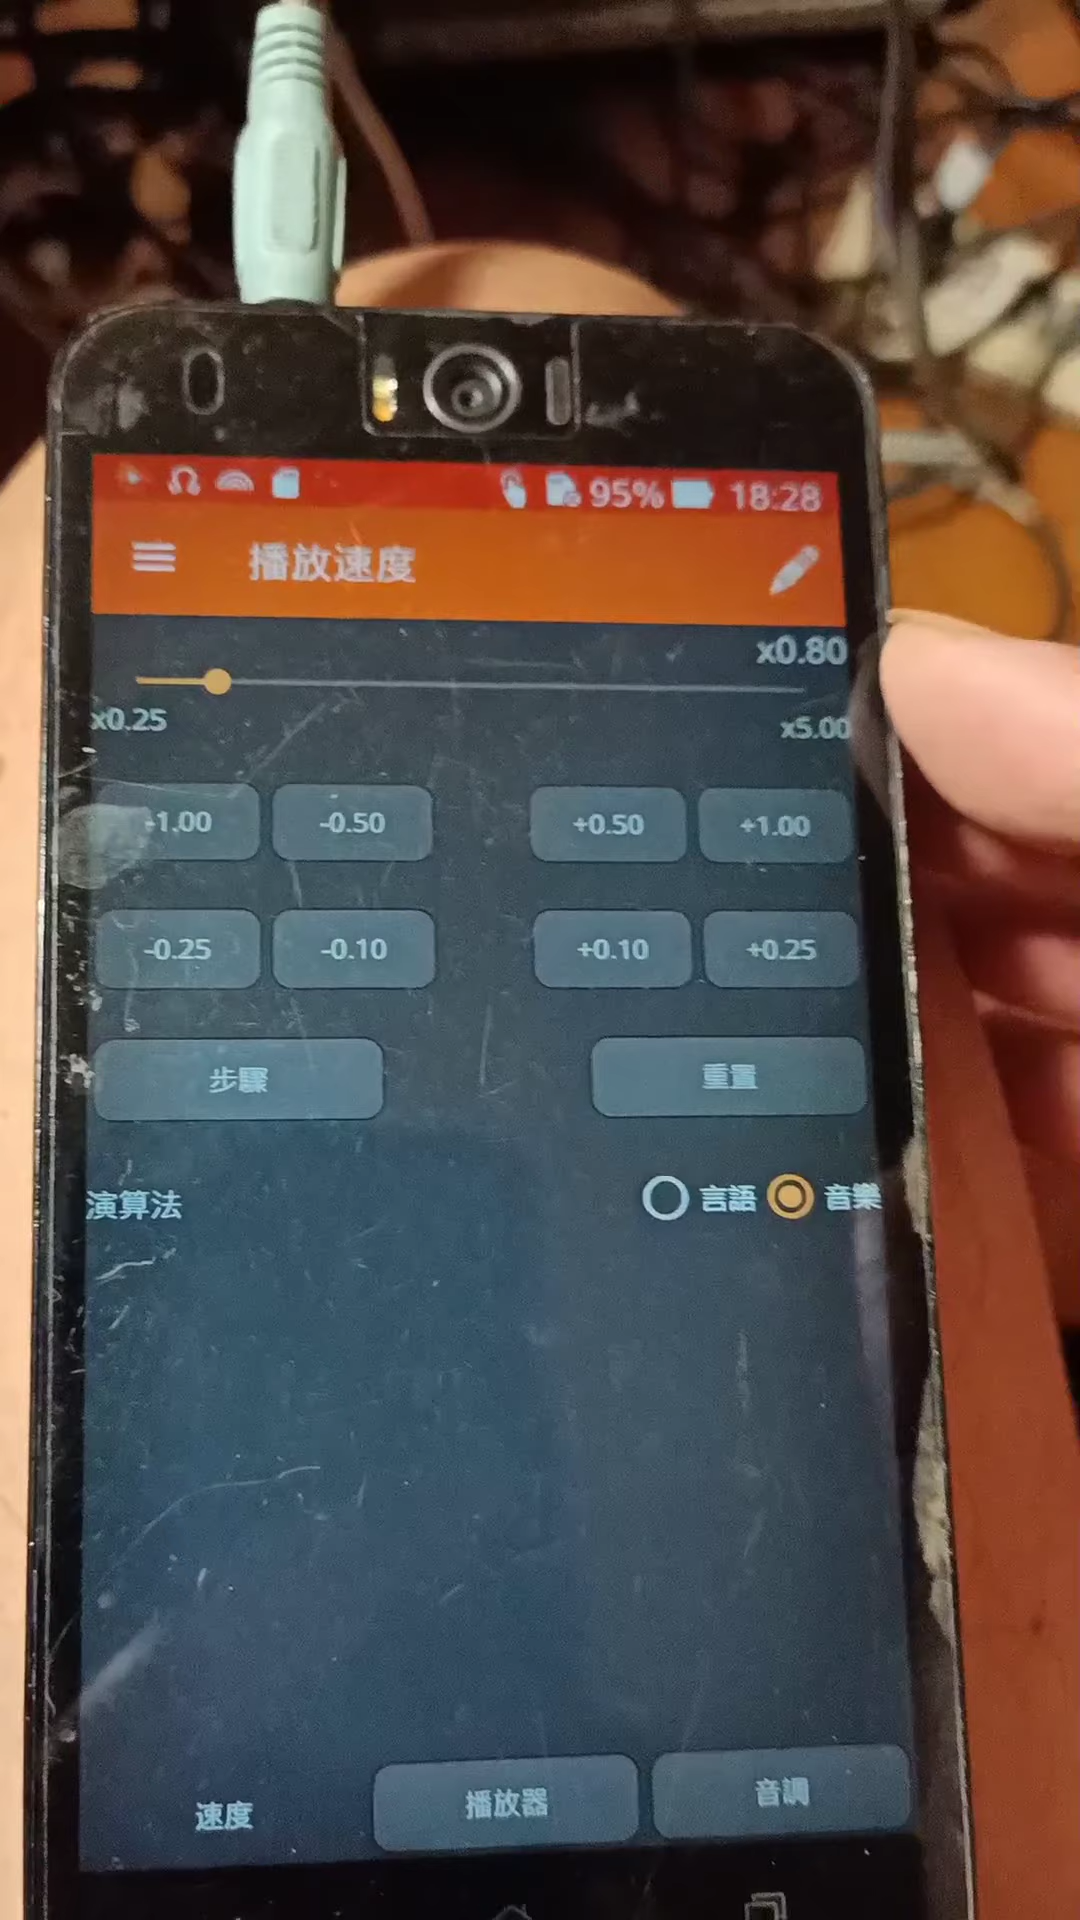 95% 18:28
播放速度
x0.80
x0.25 x5.00
-1.00 -0.50 +0.50 +1.00
-0.25 -0.10 +0.10 +0.25
步驟 重置
演算法 言語 音樂
速度 播放器 音調